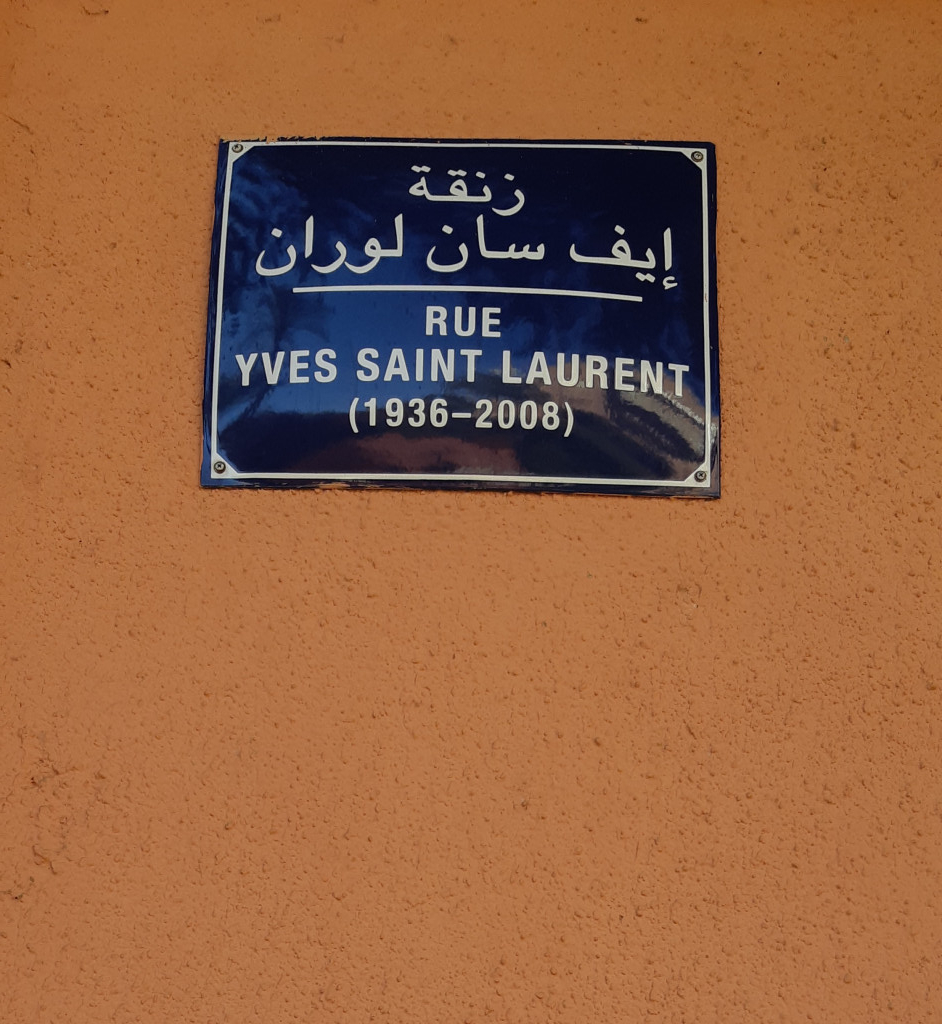 زنقة
إيف سان لوران
RUE
YVES SAINT LAURENT
(1936–2008)